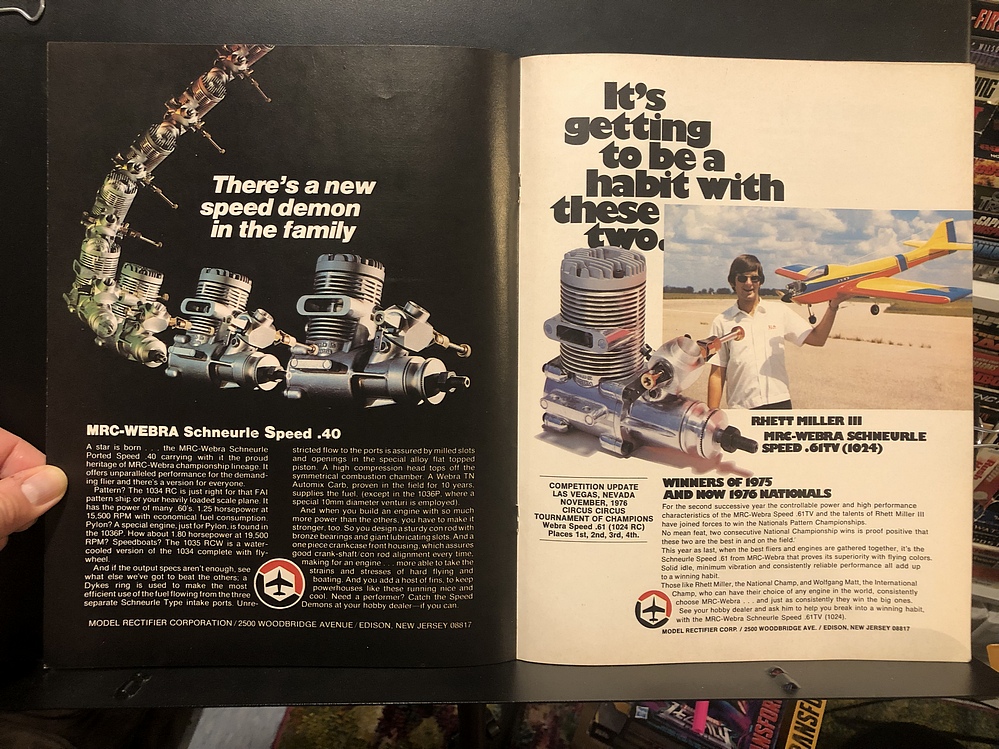 There's a new
speed demon
in the family
MRC-WEBRA Schneurle Speed .40
A star is born . . . the MRC-Webra Schneurle
Ported Speed .40 carrying with it the proud
heritage of MRC-Webra championship lineage. It
offers unparalleled performance for the demand-
ing flier and there's a version for everyone.
Pattern? The 1034 RC is just right for that FAI
pattern ship or your heavily loaded scale plane. It
has the power of many .60's. 1.25 horsepower at
15,500 RPM with economical fuel consumption.
Pylon? A special engine, just for Pylon, is found in
the 1036P. How about 1.80 horsepower at 19,500
RPM? Speedboats? The 1035 RCW is a water-
cooled version of the 1034 complete with fly-
wheel.
And if the output specs aren't enough, see
what else we've got to beat the others; a
Dykes ring is used to make the most
efficient use of the fuel flowing from the three
separate Schneurle Type intake ports. Unre-
stricted flow to the ports is assured by milled slots
and openings in the special alloy flat topped
piston. A high compression head tops off the
symmetrical combustion chamber. A Webra TN
Automix Carb, proven in the field for 10 years,
supplies the fuel. (except in the 1036P, where a
special 10mm diameter venturi is employed).
And when you build an engine with so much
more power than the others, you have to make it
stronger, too. So you design a sturdy con rod with
bronze bearings and giant lubricating slots. And a
one piece crankcase front housing, which assures
good crank-shaft/con rod alignment every time,
making for an engine . . . more able to take the
strains and stresses of hard flying and
boating. And you add a host of fins, to keep
powerhouses like these running nice and
cool. Need a performer? Catch the Speed
Demons at your hobby dealer—if you can.
MODEL RECTIFIER CORPORATION / 2500 WOODBRIDGE AVENUE / EDISON, NEW JERSEY 08817
It's
getting
to be a
habit with
these
two.
RHETT MILLER III
MRC-WEBRA SCHNEURLE
SPEED .61TV (1024)
COMPETITION UPDATE
LAS VEGAS, NEVADA
NOVEMBER, 1976
CIRCUS CIRCUS
TOURNAMENT OF CHAMPIONS
Webra Speed .61 (1024 RC)
Places 1st, 2nd, 3rd, 4th.
WINNERS OF 1975
AND NOW 1976 NATIONALS
For the second successive year the controllable power and high performance
characteristics of the MRC-Webra Speed .61TV and the talents of Rhett Miller III
have joined forces to win the Nationals Pattern Championships.
No mean feat, two consecutive National Championship wins is proof positive that
these two are the best in and on the field.
This year as last, when the best fliers and engines are gathered together, it's the
Schneurle Speed .61 from MRC-Webra that proves its superiority with flying colors.
Solid idle, minimum vibration and consistently reliable performance all add up
to a winning habit.
Those like Rhett Miller, the National Champ, and Wolfgang Matt, the International
Champ, who can have their choice of any engine in the world, consistently
choose MRC-Webra . . . and just as consistently they win the big ones.
See your hobby dealer and ask him to help you break into a winning habit,
with the MRC-Webra Schneurle Speed .61TV (1024).
MODEL RECTIFIER CORP. / 2500 WOODBRIDGE AVE. / EDISON, NEW JERSEY 08817